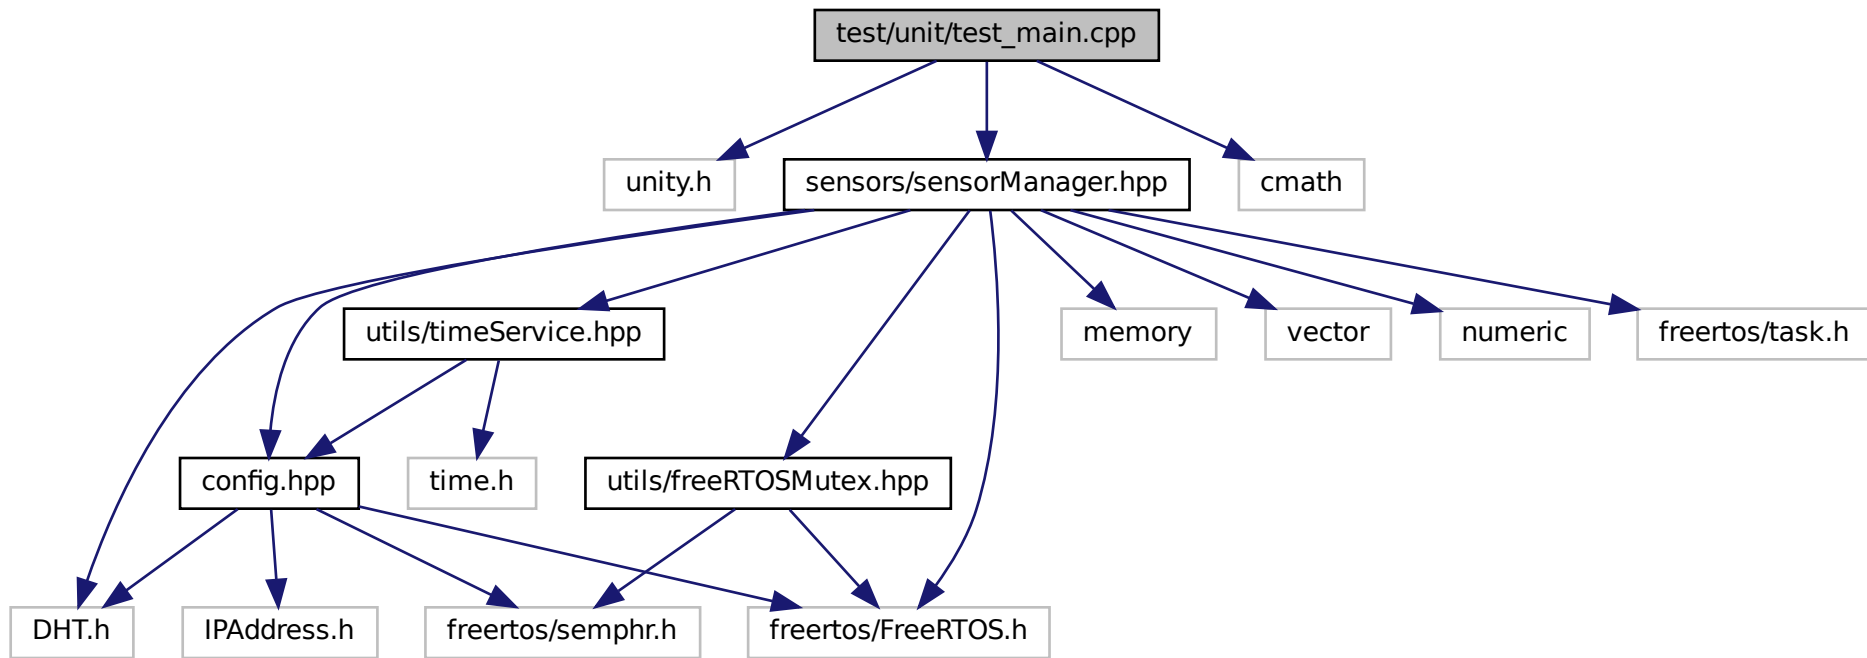 test/unit/test_main.cpp
unity.h
sensors/sensorManager.hpp
cmath
utils/timeService.hpp
memory
vector
numeric
freertos/task.h
config.hpp
time.h
utils/freeRTOSMutex.hpp
DHT.h
IPAddress.h
freertos/semphr.h
freertos/FreeRTOS.h